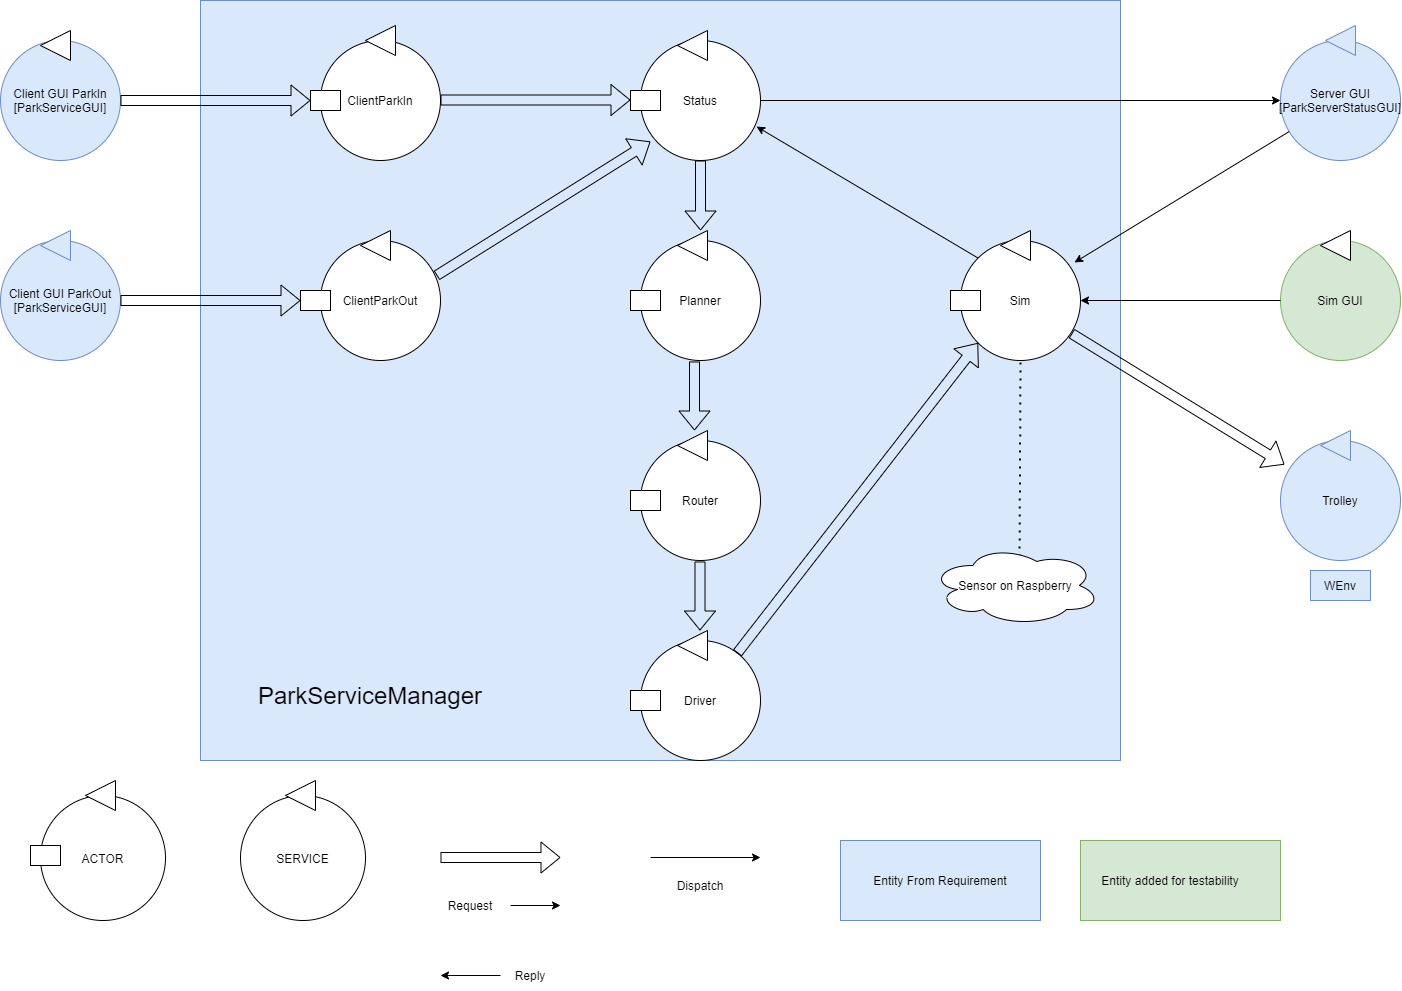 Client GUI ParkIn
[ParkServiceGUI]
ClientParkIn
Status
Server GUI
[ParkServerStatusGUI]
Client GUI ParkOut
[ParkServiceGUI]
ClientParkOut
Planner
Sim
Sim GUI
Router
Trolley
Sensor on Raspberry
WEnv
ParkServiceManager
Driver
ACTOR
SERVICE
Request
Dispatch
Reply
Entity From Requirement
Entity added for testability